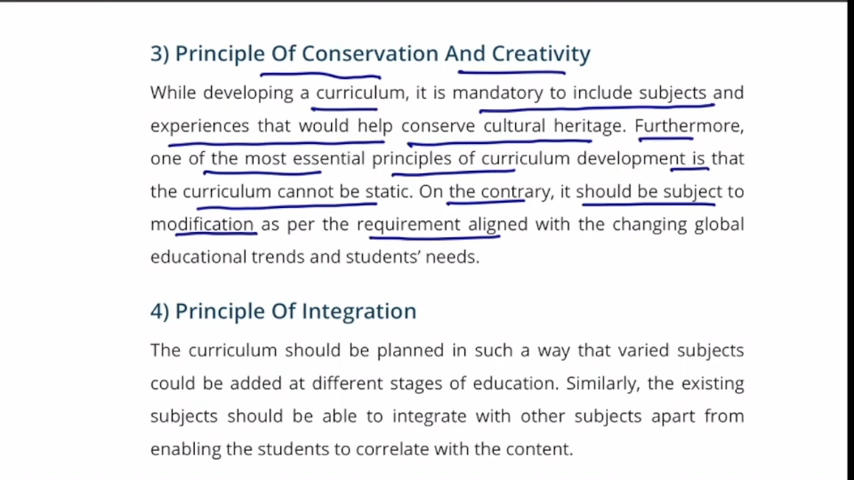 3) Principle Of Conservation And Creativity
While developing a curriculum, it is mandatory to include subjects and
experiences that would help conserve cultural heritage. Furthermore,
one of the most essential principles of curriculum development is that
the curriculum cannot be static. On the contrary, it should be subject to
modification as per the requirement aligned with the changing global
educational trends and students’ needs.
4) Principle Of Integration
The curriculum should be planned in such a way that varied subjects
could be added at different stages of education. Similarly, the existing
subjects should be able to integrate with other subjects apart from
enabling the students to correlate with the content.